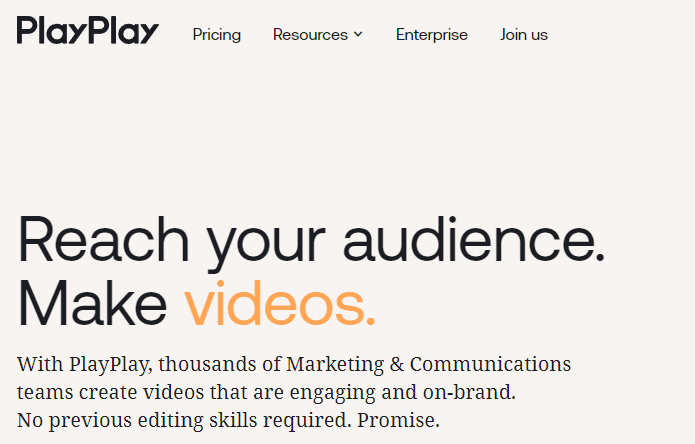 PlayPlay Pricing Resources Enterprise Join us
Reach your audience.
Make videos.
With PlayPlay, thousands of Marketing & Communications
teams create videos that are engaging and on-brand.
No previous editing skills required. Promise.